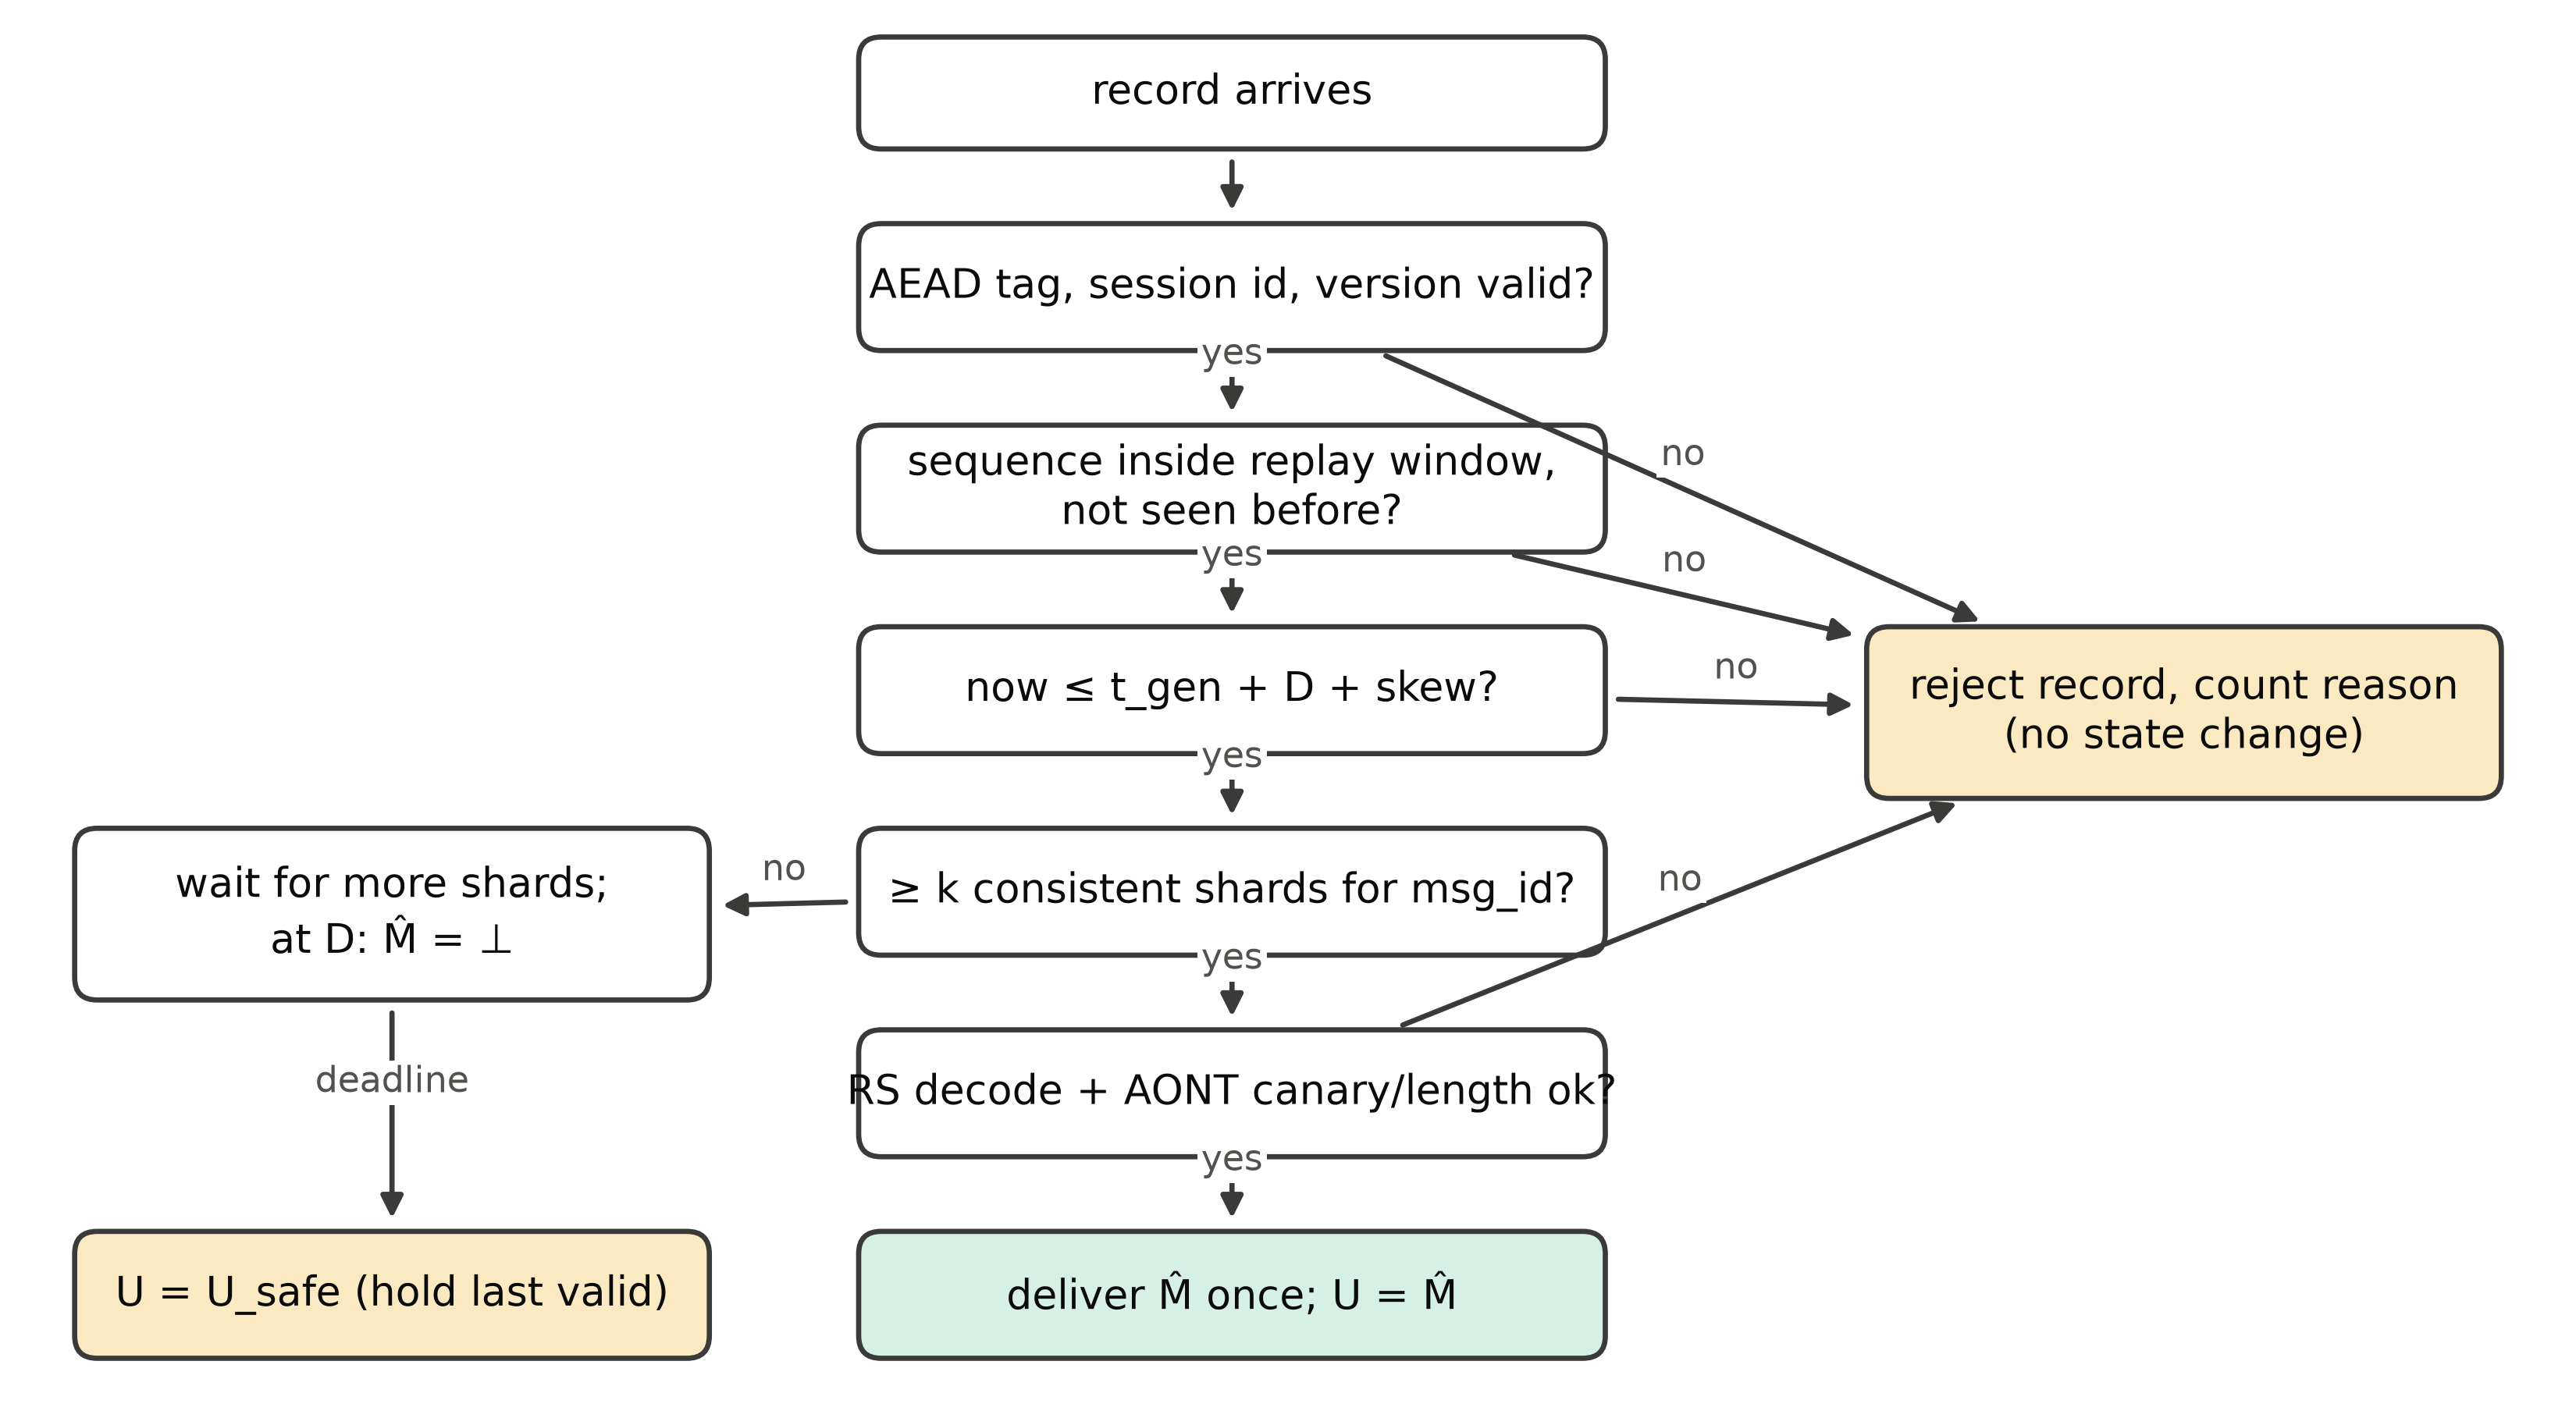 record arrives
AEAD tag, session id, version valid?
yes
no
sequence inside replay window,
not seen before?
yes
no
now ≤ t_gen + D + skew?
no
yes
reject record, count reason
(no state change)
wait for more shards;
at D: M̂ = ⊥
no
≥ k consistent shards for msg_id?
no
yes
deadline
RS decode + AONT canary/length ok?
yes
U = U_safe (hold last valid)
deliver M̂ once; U = M̂